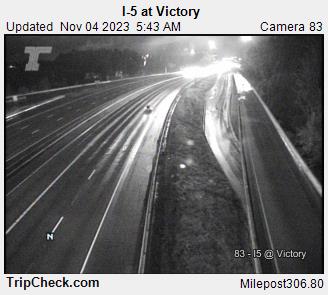 I-5 at Victory
Updated Nov 04 2023 5:43 AM Camera 83
T
N
83 - I5 @ Victory
TripCheck.com Milepost306.80